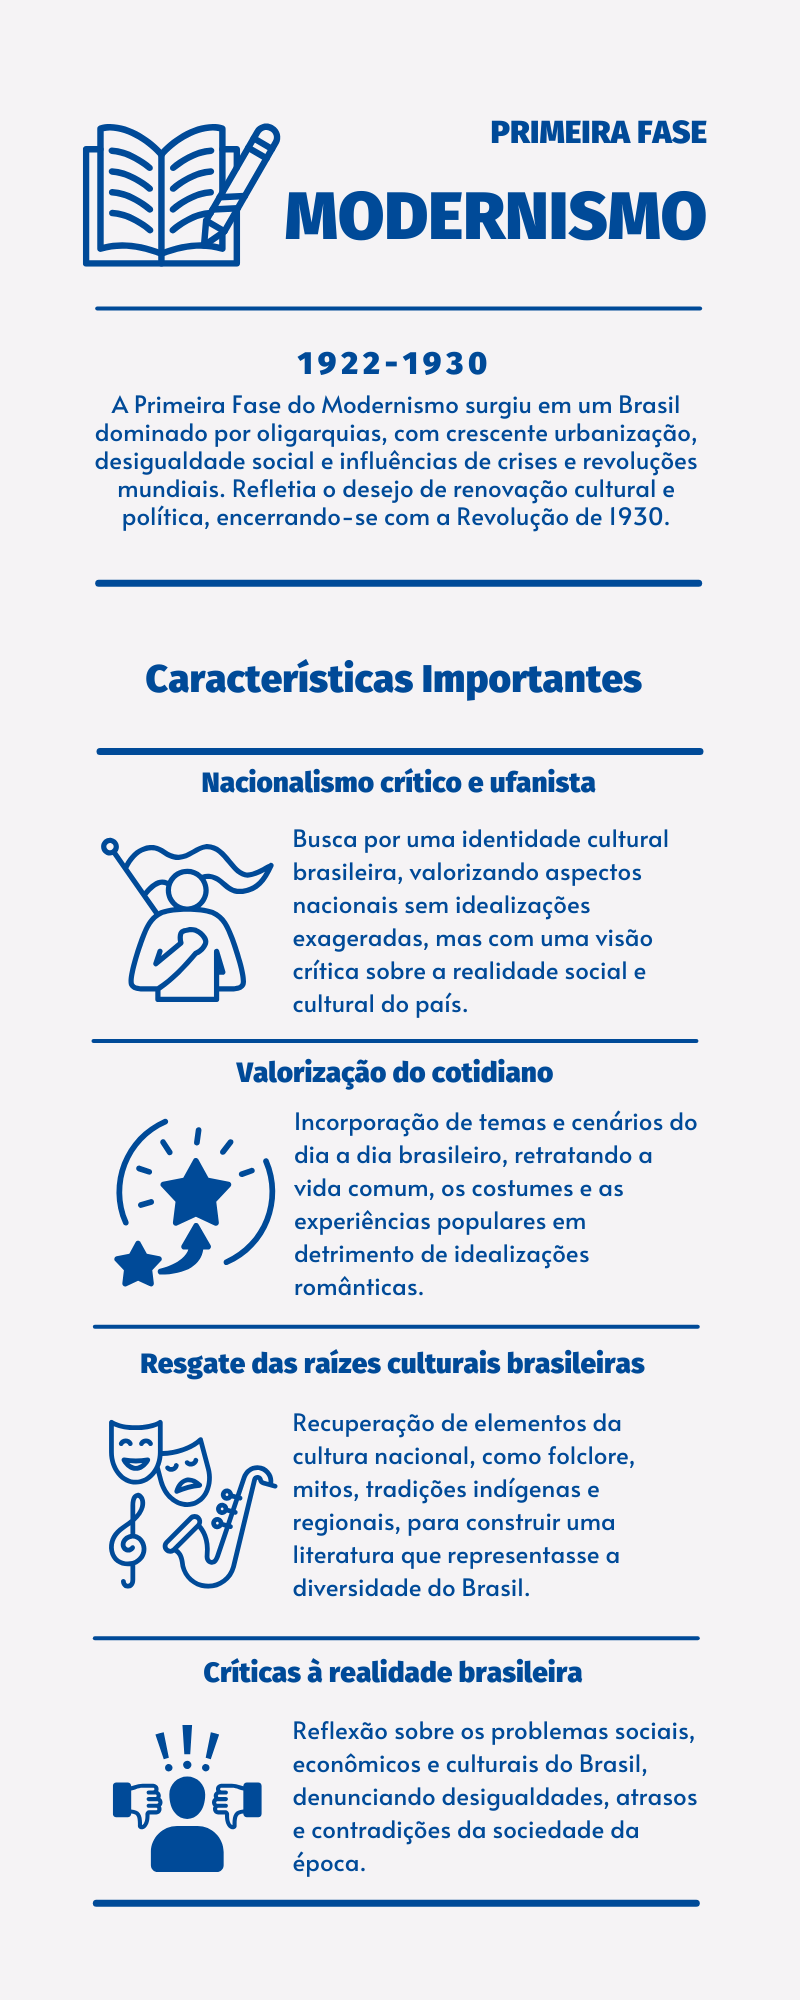 PRIMEIRA FASE
MODERNISMO
1922-1930
A Primeira Fase do Modernismo surgiu em um Brasil
dominado por oligarquias, com crescente urbanização,
desigualdade social e influências de crises e revoluções
mundiais. Refletia o desejo de renovação cultural e
política, encerrando-se com a Revolução de 1930.
Características Importantes
Nacionalismo crítico e ufanista
Busca por uma identidade cultural
brasileira, valorizando aspectos
nacionais sem idealizações
exageradas, mas com uma visão
crítica sobre a realidade social e
cultural do país.
Valorização do cotidiano
Incorporação de temas e cenários do
dia a dia brasileiro, retratando a
vida comum, os costumes e as
experiências populares em
detrimento de idealizações
românticas.
Resgate das raízes culturais brasileiras
Recuperação de elementos da
cultura nacional, como folclore,
mitos, tradições indígenas e
regionais, para construir uma
literatura que representasse a
diversidade do Brasil.
Críticas à realidade brasileira
Reflexão sobre os problemas sociais,
econômicos e culturais do Brasil,
denunciando desigualdades, atrasos
e contradições da sociedade da
época.